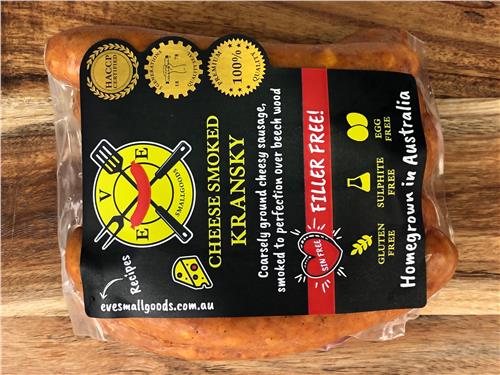 HACCP
CERTIFIED
PREMIUM
100%
QUALITY
V
E
E
SMALLGOODS
CHEESE SMOKED
KRANSKY
Coarsely ground cheesy sausage,
smoked to perfection over beech wood
SIN FREE
FILLER FREE!
GLUTEN
FREE
SULPHITE
FREE
EGG
FREE
Homegrown in Australia
Recipes
evesmallgoods.com.au